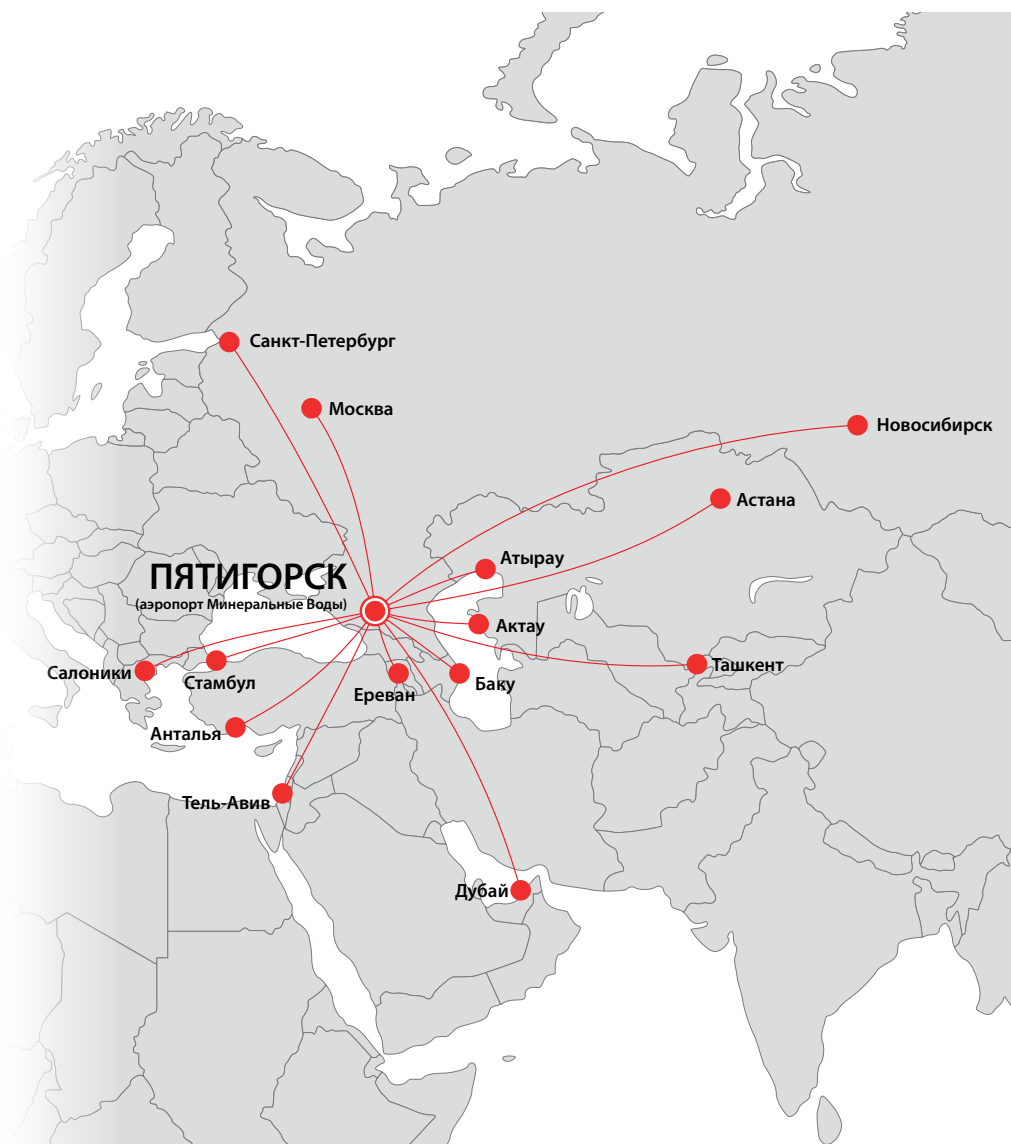 Санкт-Петербург
Москва
Новосибирск
Астана
Атырау
ПЯТИГОРСК
(аэропорт Минеральные Воды)
Актау
Ташкент
Салоники
Стамбул
Ереван
Баку
Анталья
Тель-Авив
Дубай